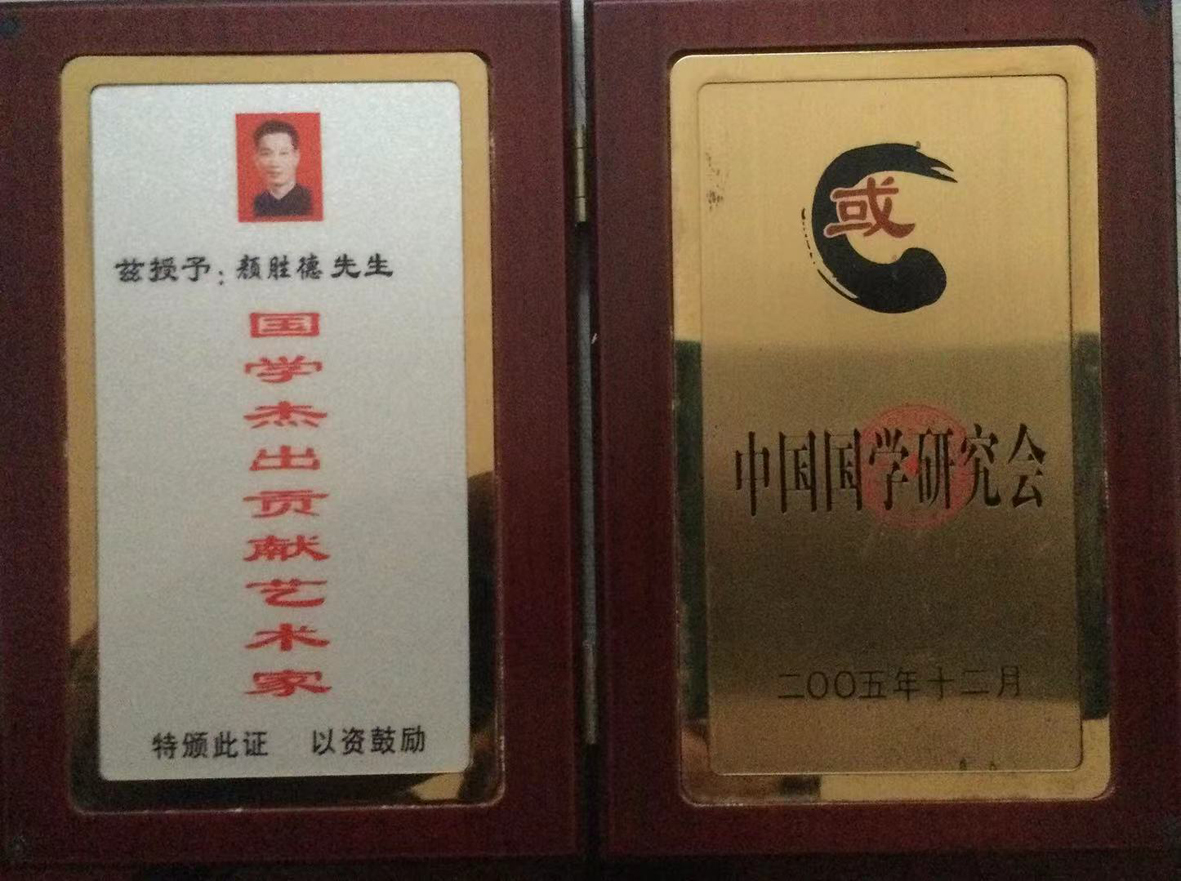 兹授予：颜胜德先生
国学杰出贡献艺术家
特颁此证 以资鼓励
或
中国国学研究会
二〇〇五年十二月